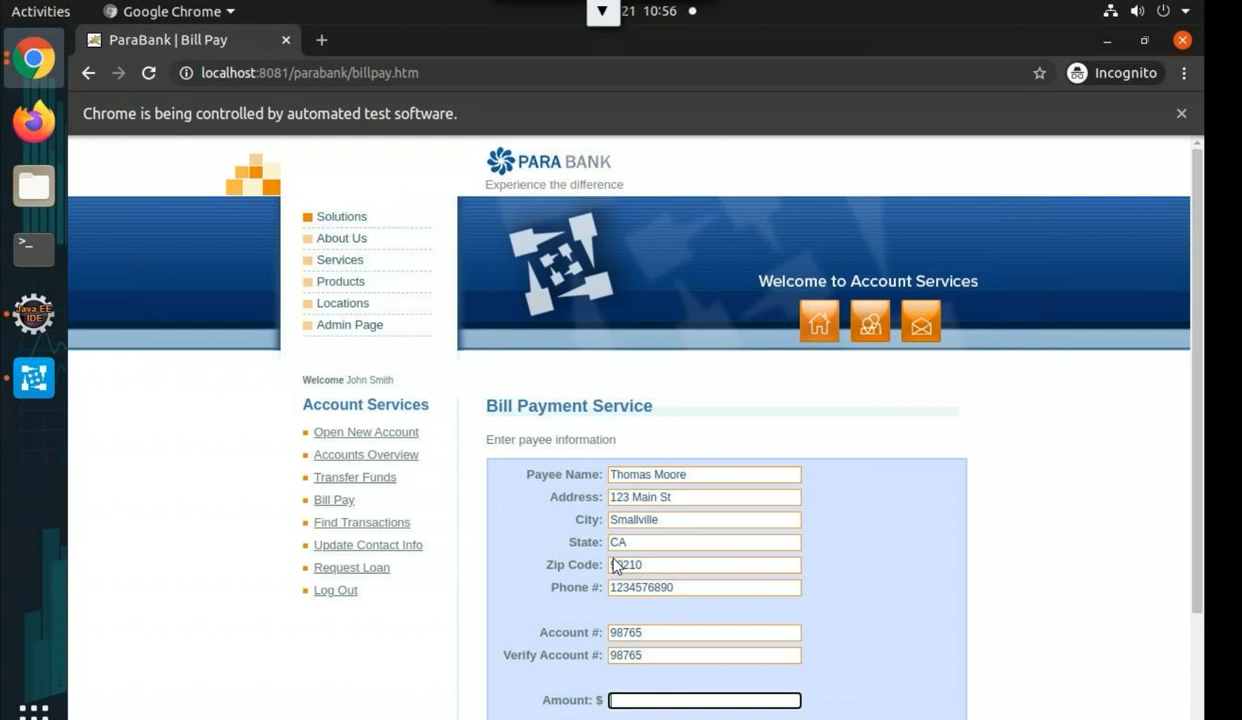 Activities
Google Chrome
21 10:56
ParaBank | Bill Pay
localhost:8081/parabank/billpay.htm
Incognito
Chrome is being controlled by automated test software.
PARA BANK
Experience the difference
Solutions
About Us
Services
Products
Locations
Admin Page
Welcome to Account Services
Welcome John Smith
Account Services
Open New Account
Accounts Overview
Transfer Funds
Bill Pay
Find Transactions
Update Contact Info
Request Loan
Log Out
Bill Payment Service
Enter payee information
Payee Name: Thomas Moore
Address: 123 Main St
City: Smallville
State: CA
Zip Code:
Phone #: 1234576890
Account #: 98765
Verify Account #: 98765
Amount: $
Java EE
IDE